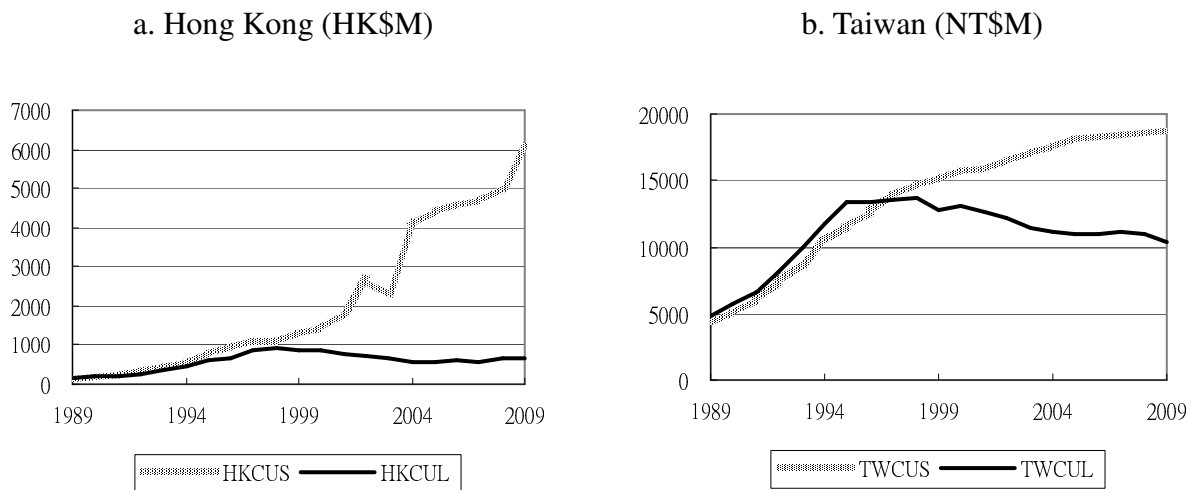 a. Hong Kong (HK$M)
7000
6000
5000
4000
3000
2000
1000
0
1989 1994 1999 2004 2009
HKCUS HKCUL
b. Taiwan (NT$M)
20000
15000
10000
5000
0
1989 1994 1999 2004 2009
TWCUS TWCUL